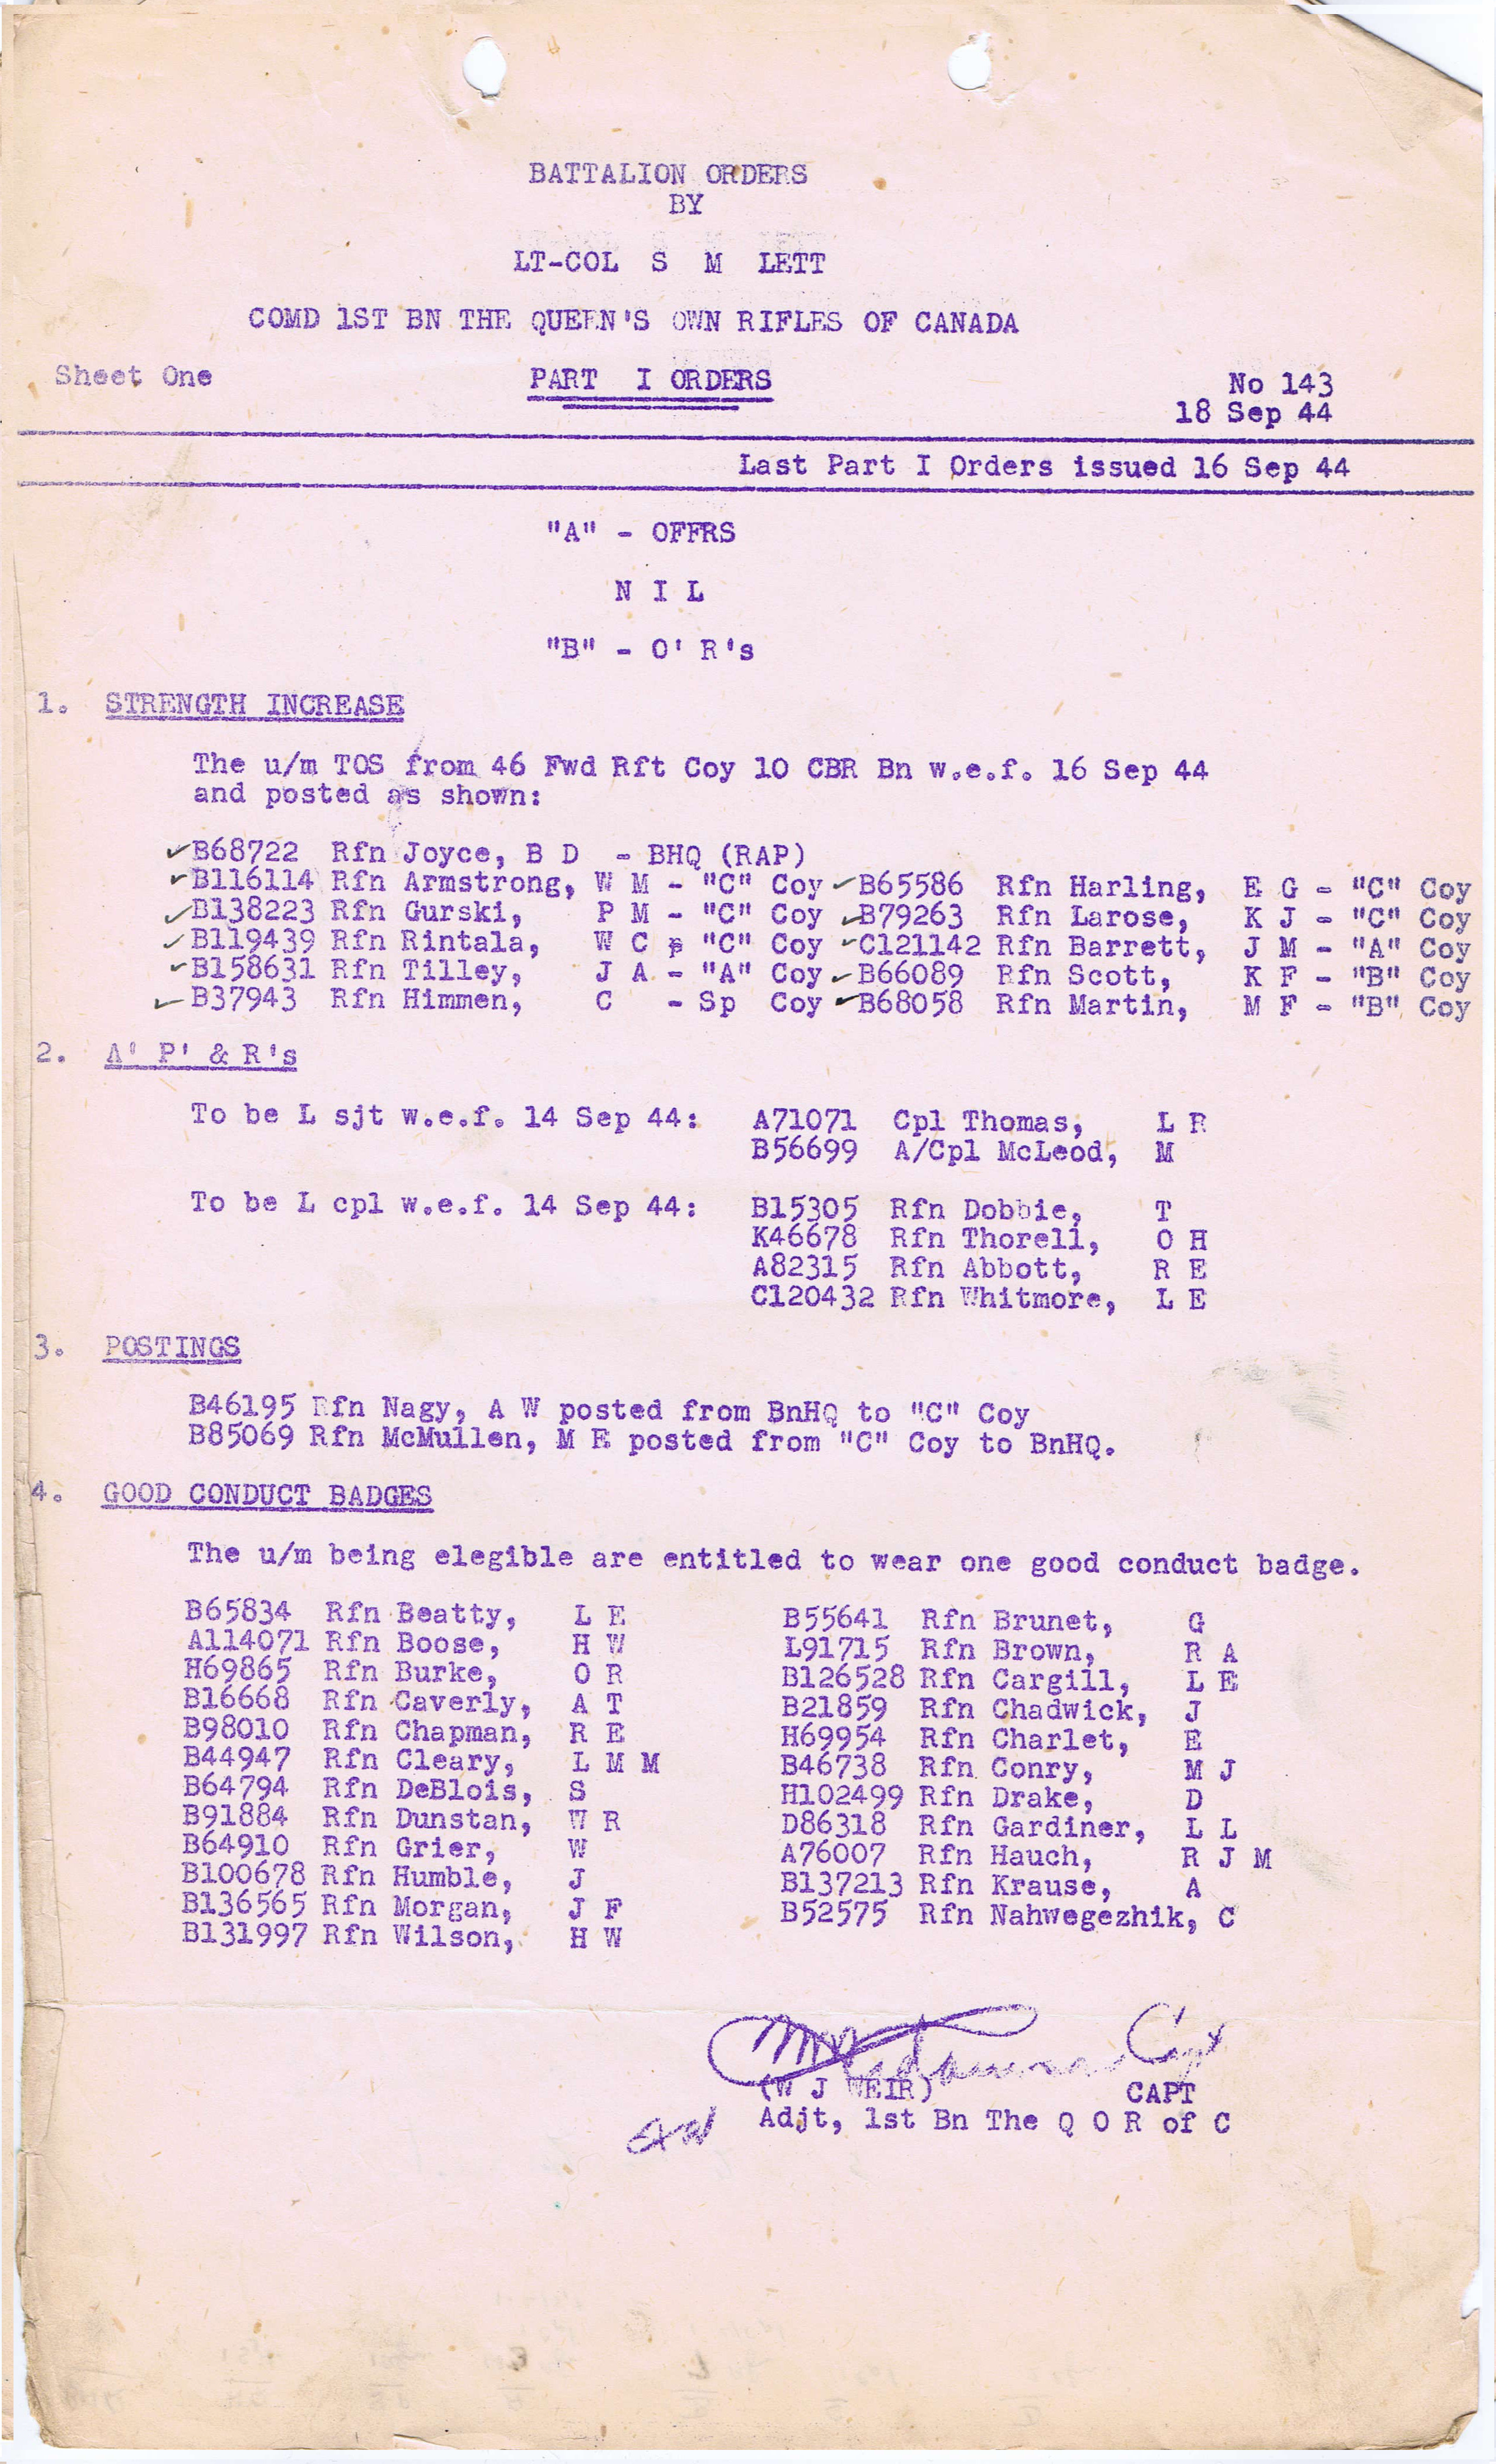 BATTALION ORDERS
BY
LT-COL S M LETT
COMD 1ST BN THE QUEEN'S OWN RIFLES OF CANADA
Sheet One PART I ORDERS No 143
18 Sep 44
Last Part I Orders issued 16 Sep 44
"A" - OFFRS
N I L
"B" - O' R's
1. STRENGTH INCREASE
The u/m TOS from 46 Fwd Rft Coy 10 CBR Bn w.e.f. 16 Sep 44
and posted as shown:
✓B68722 Rfn Joyce, B D - BHQ (RAP)
✓B116114 Rfn Armstrong, W M - "C" Coy ✓B65586 Rfn Harling, E G - "C" Coy
✓B138223 Rfn Gurski, P M - "C" Coy ✓B79263 Rfn Larose, K J - "C" Coy
✓B119439 Rfn Rintala, W C - "C" Coy ✓C121142 Rfn Barrett, J M - "A" Coy
✓B158631 Rfn Tilley, J A - "A" Coy ✓B66089 Rfn Scott, K F - "B" Coy
✓B37943 Rfn Himmen, C - Sp Coy ✓B68058 Rfn Martin, M F - "B" Coy
2. A' P' & R's
To be L sjt w.e.f. 14 Sep 44: A71071 Cpl Thomas, L R
B56699 A/Cpl McLeod, M
To be L cpl w.e.f. 14 Sep 44: B15305 Rfn Dobbie, T
K46678 Rfn Thorell, O H
A82315 Rfn Abbott, R E
C120432 Rfn Whitmore, L E
3. POSTINGS
B46195 Rfn Nagy, A W posted from BnHQ to "C" Coy
B85069 Rfn McMullen, M E posted from "C" Coy to BnHQ.
4. GOOD CONDUCT BADGES
The u/m being elegible are entitled to wear one good conduct badge.
B65834 Rfn Beatty, L E B55641 Rfn Brunet, G
A114071 Rfn Boose, H W L91715 Rfn Brown, R A
H69865 Rfn Burke, O R B126528 Rfn Cargill, L E
B16668 Rfn Caverly, A T B21859 Rfn Chadwick, J
B98010 Rfn Chapman, R E H69954 Rfn Charlet, E
B44947 Rfn Cleary, L M M B46738 Rfn Conry, M J
B64794 Rfn DeBlois, S H102499 Rfn Drake, D
B91884 Rfn Dunstan, W R D86318 Rfn Gardiner, L L
B64910 Rfn Grier, W A76007 Rfn Hauch, R J M
B100678 Rfn Humble, J B137213 Rfn Krause, A
B136565 Rfn Morgan, J F B52575 Rfn Nahwegezhik, C
B131997 Rfn Wilson, H W
Capt
(W J WEIR) CAPT
Adjt, 1st Bn The Q O R of C